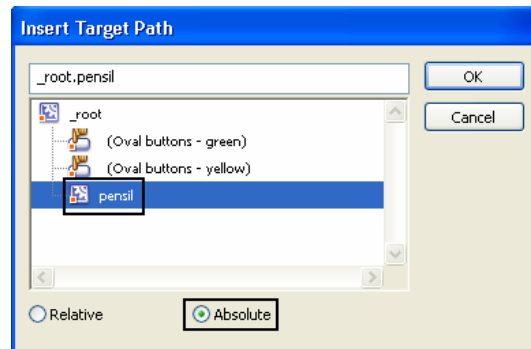 Insert Target Path
_root.pensil
OK
_root
Cancel
(Oval buttons - green)
(Oval buttons - yellow)
pensil
Relative
Absolute